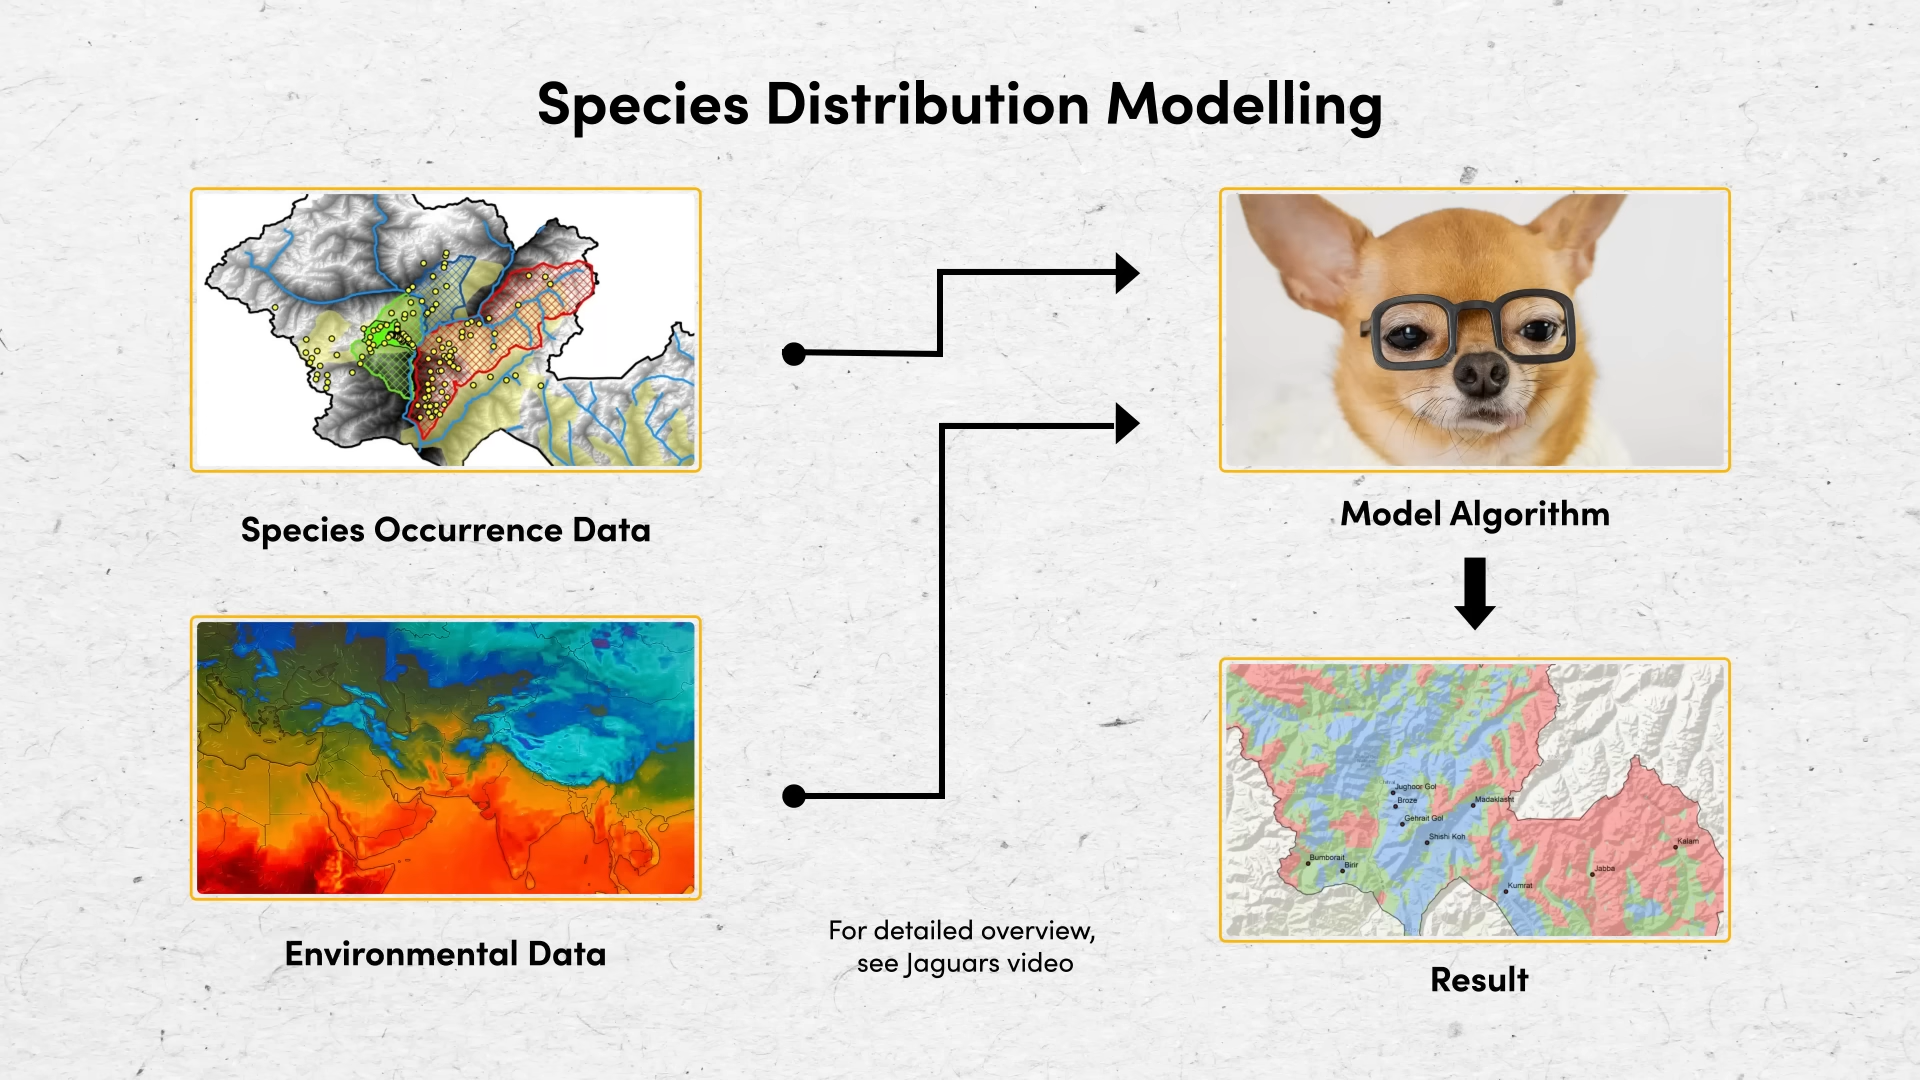 Species Distribution Modelling
Species Occurrence Data
Model Algorithm
Environmental Data
For detailed overview,
see Jaguars video
Jughoor Gol
Broze
Madaklasht
Gehrait Gol
Shishi Koh
Kalam
Bumborait
Birir
Jabba
Kumrat
Result